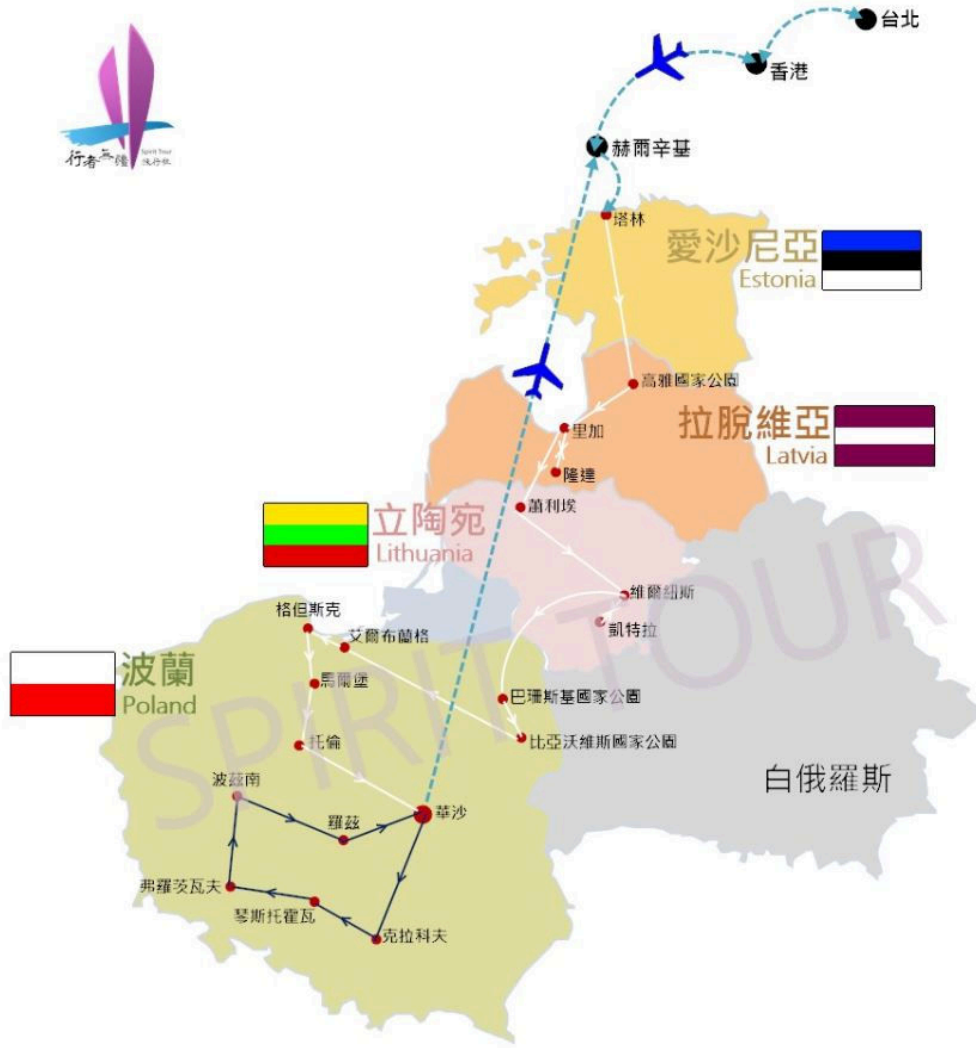 台北
香港
行者無疆
Spirit Tour
旅行社
赫爾辛基
塔林
愛沙尼亞
Estonia
高雅國家公園
拉脫維亞
Latvia
里加
隆達
蕭利埃
立陶宛
Lithuania
維爾紐斯
凱特拉
格但斯克
艾爾布蘭格
波蘭
Poland
馬爾堡
巴珊斯基國家公園
托倫
比亞沃維斯國家公園
SPIRIT TOUR
白俄羅斯
波茲南
羅茲
華沙
弗羅茨瓦夫
琴斯托霍瓦
克拉科夫